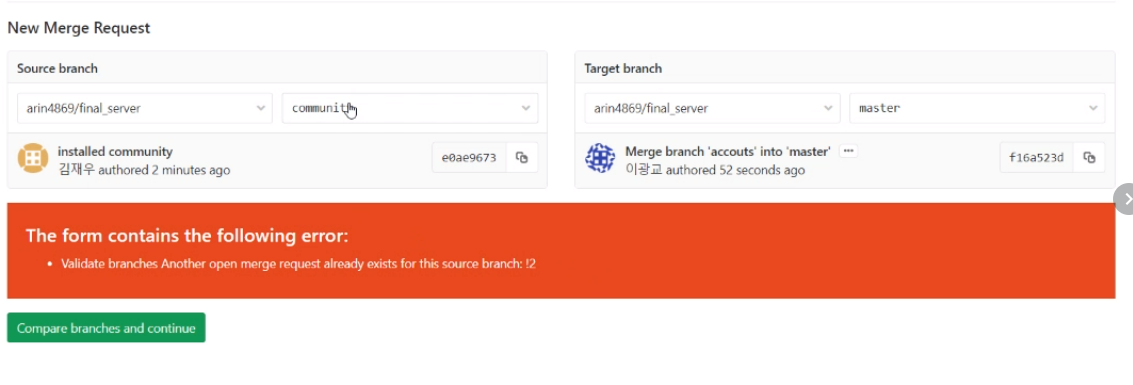 New Merge Request
Source branch
Target branch
arin4869/final_server
arin4869/final_server
master
installed community
e0ae9673
Merge branch 'accouts' into 'master'
f16a523d
김재우 authored 2 minutes ago
이광교 authored 52 seconds ago
The form contains the following error:
• Validate branches Another open merge request already exists for this source branch: !2
Compare branches and continue